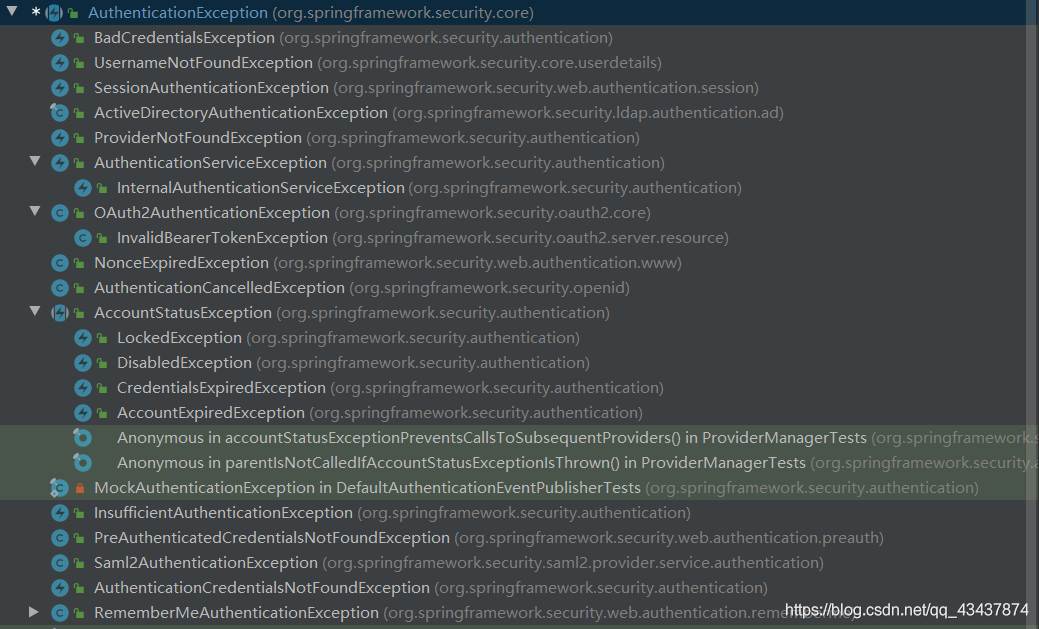 AuthenticationException (org.springframework.security.core)
BadCredentialsException (org.springframework.security.authentication)
UsernameNotFoundException (org.springframework.security.core.userdetails)
SessionAuthenticationException (org.springframework.security.web.authentication.session)
ActiveDirectoryAuthenticationException (org.springframework.security.ldap.authentication.ad)
ProviderNotFoundException (org.springframework.security.authentication)
AuthenticationServiceException (org.springframework.security.authentication)
InternalAuthenticationServiceException (org.springframework.security.authentication)
OAuth2AuthenticationException (org.springframework.security.oauth2.core)
InvalidBearerTokenException (org.springframework.security.oauth2.server.resource)
NonceExpiredException (org.springframework.security.web.authentication.www)
AuthenticationCancelledException (org.springframework.security.openid)
AccountStatusException (org.springframework.security.authentication)
LockedException (org.springframework.security.authentication)
DisabledException (org.springframework.security.authentication)
CredentialsExpiredException (org.springframework.security.authentication)
AccountExpiredException (org.springframework.security.authentication)
Anonymous in accountStatusExceptionPreventsCallsToSubsequentProviders() in ProviderManagerTests (org.springframework.s
Anonymous in parentIsNotCalledIfAccountStatusExceptionIsThrown() in ProviderManagerTests (org.springframework.security.a
MockAuthenticationException in DefaultAuthenticationEventPublisherTests (org.springframework.security.authentication)
InsufficientAuthenticationException (org.springframework.security.authentication)
PreAuthenticatedCredentialsNotFoundException (org.springframework.security.web.authentication.preauth)
Saml2AuthenticationException (org.springframework.security.saml2.provider.service.authentication)
AuthenticationCredentialsNotFoundException (org.springframework.security.authentication)
RememberMeAuthenticationException (org.springframework.security.web.authentication.rememberme)
https://blog.csdn.net/qq_43437874